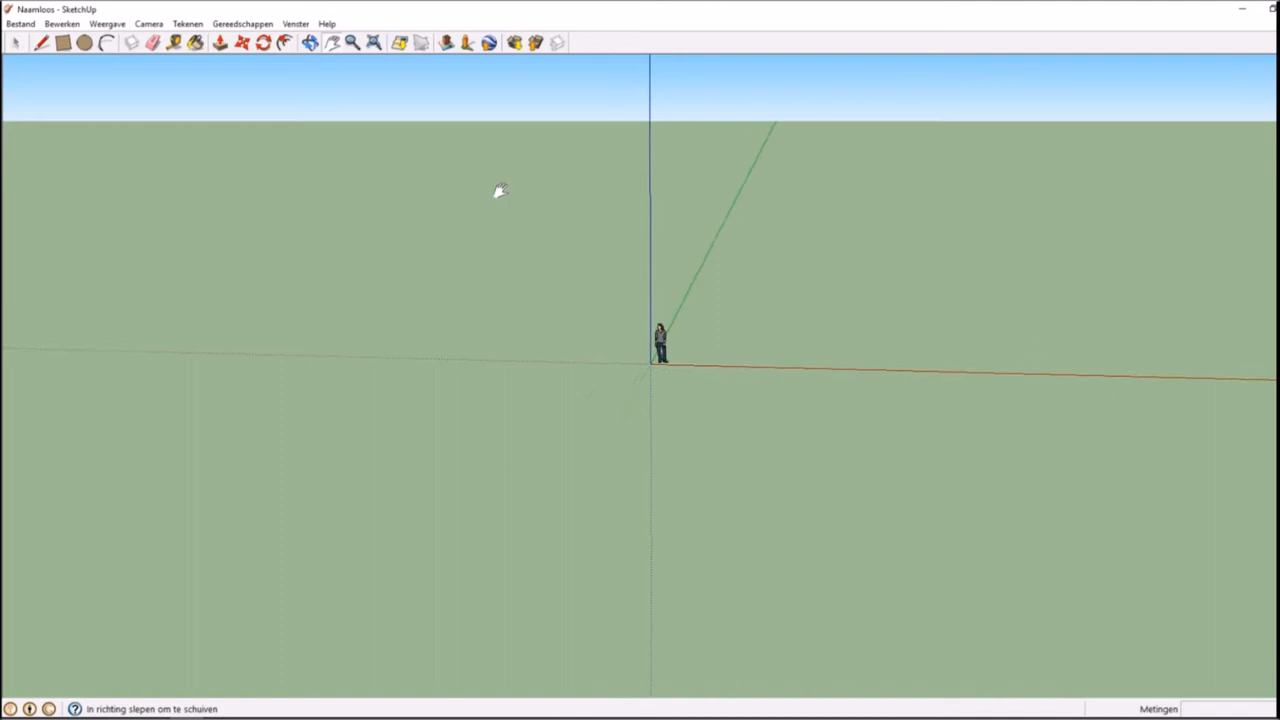 Naamloos - SketchUp
Bestand Bewerken Weergave Camera Tekenen Gereedschappen Venster Help
In richting slepen om te schuiven
Metingen